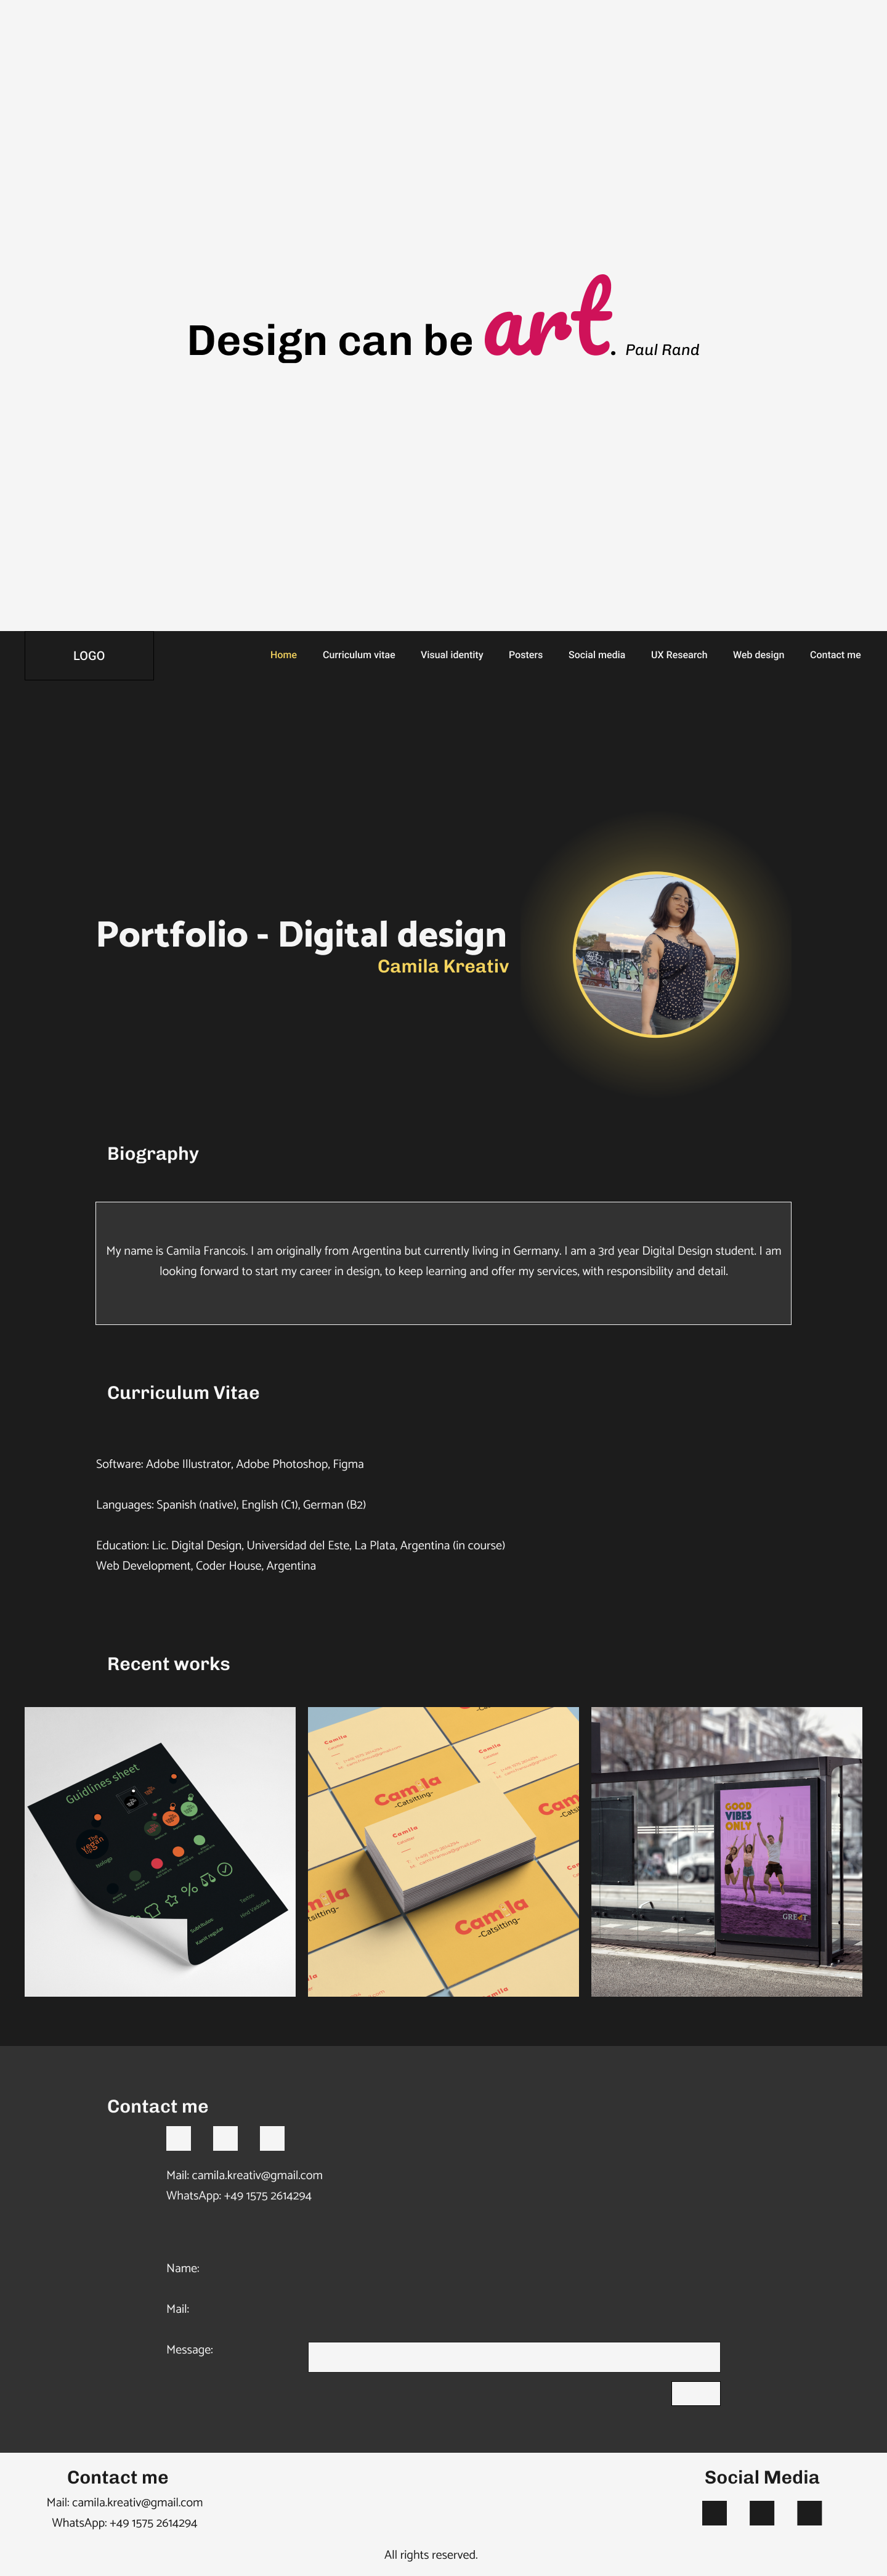 Design can be art. Paul Rand
LOGO
Home Curriculum vitae Visual identity Posters Social media UX Research Web design Contact me
Portfolio - Digital design
Camila Kreativ
Biography
My name is Camila Francois. I am originally from Argentina but currently living in Germany. I am a 3rd year Digital Design student. I am
looking forward to start my career in design, to keep learning and offer my services, with responsibility and detail.
Curriculum Vitae
Software: Adobe Illustrator, Adobe Photoshop, Figma
Languages: Spanish (native), English (C1), German (B2)
Education: Lic. Digital Design, Universidad del Este, La Plata, Argentina (in course)
Web Development, Coder House, Argentina
Recent works
Guidlines sheet
The
vegan
Camila
-Catsitting-
Camila
-Catsitting-
GOOD
VIBES
ONLY
Contact me
Mail: camila.kreativ@gmail.com
WhatsApp: +49 1575 2614294
Name:
Mail:
Message:
Contact me
Mail: camila.kreativ@gmail.com
WhatsApp: +49 1575 2614294
Social Media
All rights reserved.